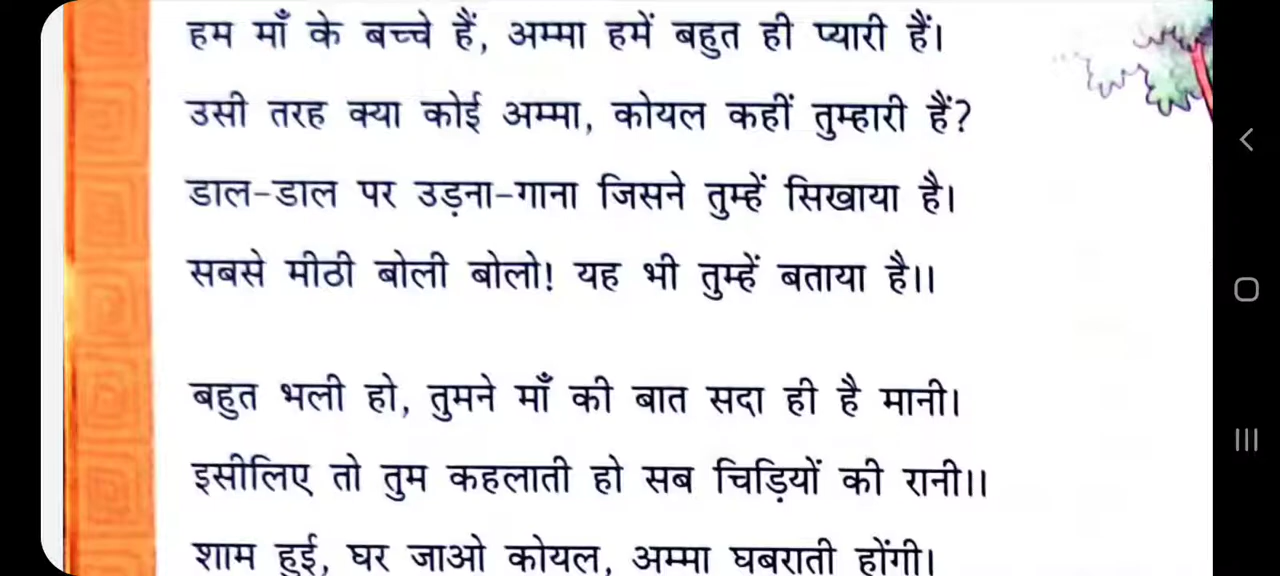 हम माँ के बच्चे हैं, अम्मा हमें बहुत ही प्यारी हैं।
उसी तरह क्या कोई अम्मा, कोयल कहीं तुम्हारी हैं?
डाल-डाल पर उड़ना-गाना जिसने तुम्हें सिखाया है।
सबसे मीठी बोली बोलो! यह भी तुम्हें बताया है।।
बहुत भली हो, तुमने माँ की बात सदा ही है मानी।
इसीलिए तो तुम कहलाती हो सब चिड़ियों की रानी।।
शाम हुई, घर जाओ कोयल, अम्मा घबराती होंगी।